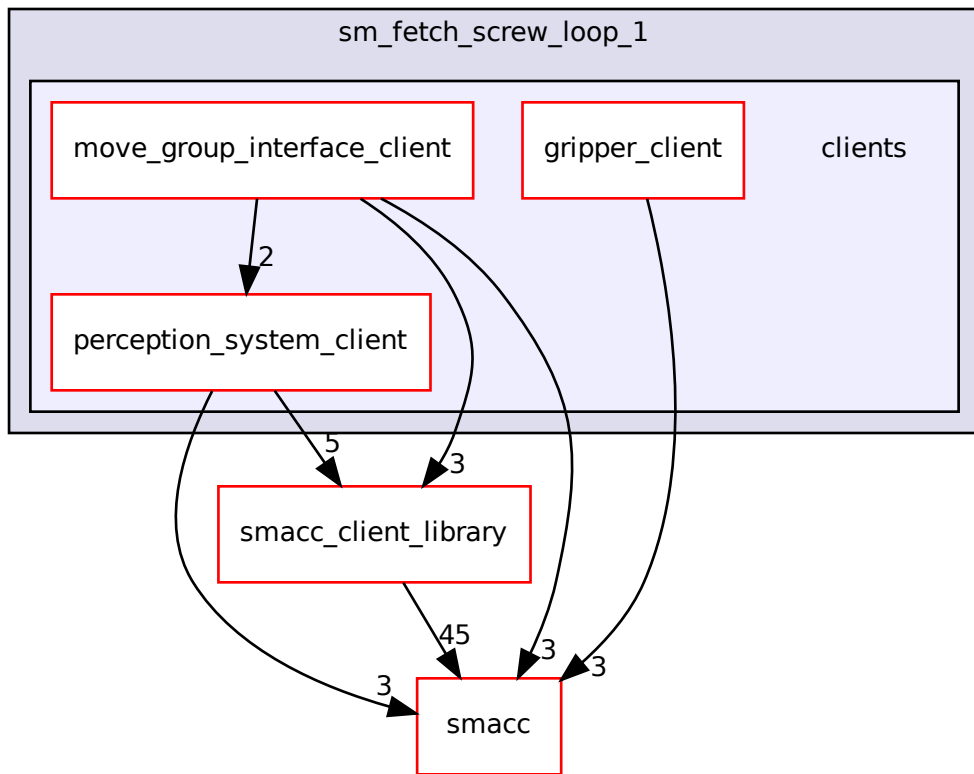 sm_fetch_screw_loop_1
move_group_interface_client
gripper_client
clients
2
perception_system_client
5
3
smacc_client_library
45
3
3
3
smacc